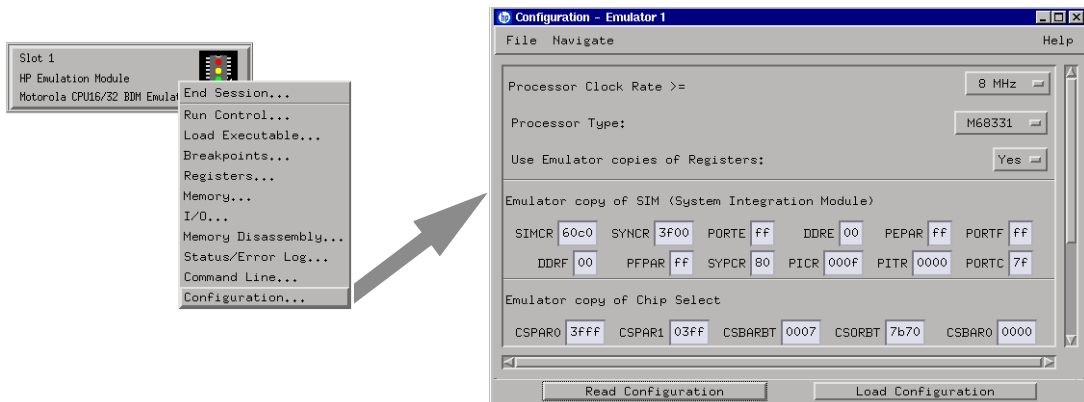 Slot 1
HP Emulation Module
Motorola CPU16/32 BDM Emulat
End Session...
Run Control...
Load Executable...
Breakpoints...
Registers...
Memory...
I/O...
Memory Disassembly...
Status/Error Log...
Command Line...
Configuration...
hp Configuration - Emulator 1
File Navigate Help
Processor Clock Rate >= 8 MHz
Processor Type: M68331
Use Emulator copies of Registers: Yes
Emulator copy of SIM (System Integration Module)
SIMCR 60c0 SYNCR 3f00 PORTE ff DDRE 00 PEPAR ff PORTF ff
DDRF 00 PFPAR ff SYPCR 80 PICR 000f PITR 0000 PORTC 7f
Emulator copy of Chip Select
CSPAR0 3fff CSPAR1 03ff CSBARBT 0007 CSORBT 7b70 CSBAR0 0000
Read Configuration Load Configuration